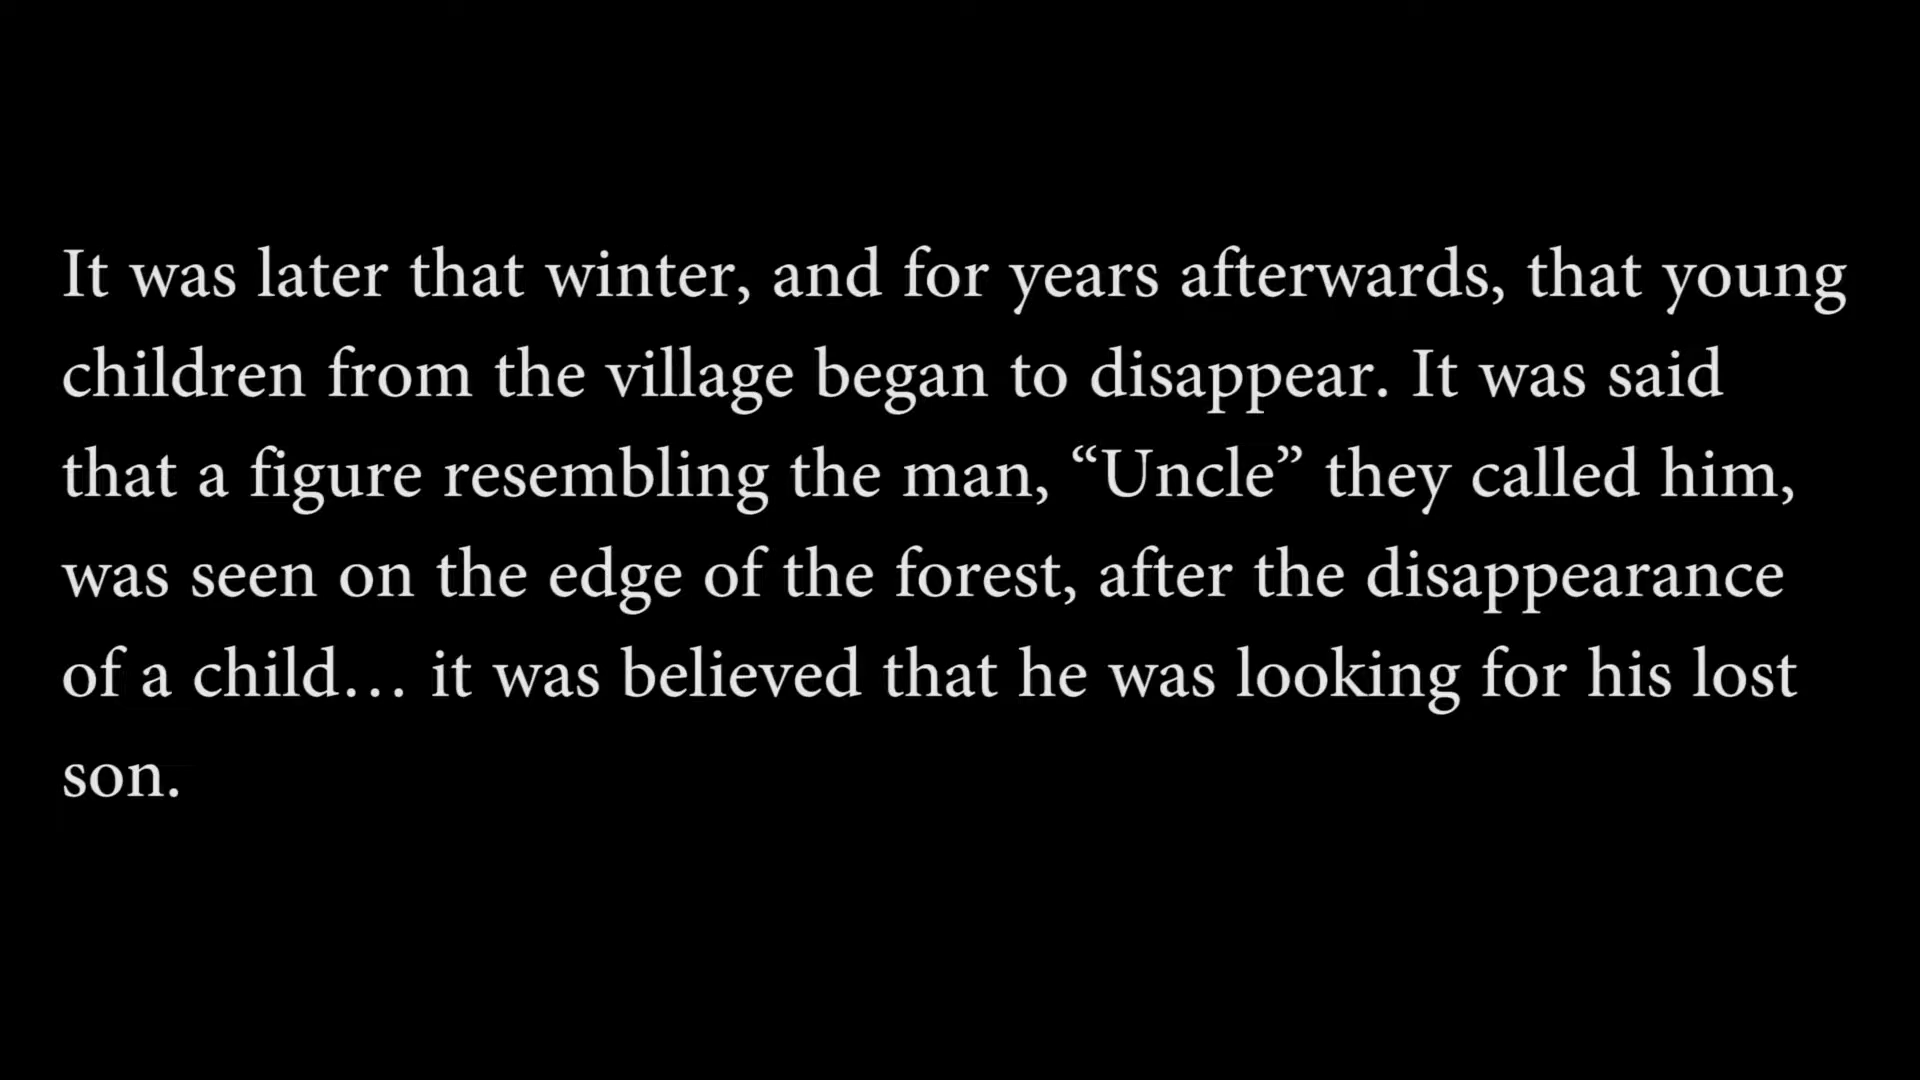 It was later that winter, and for years afterwards, that young
children from the village began to disappear. It was said
that a figure resembling the man, “Uncle” they called him,
was seen on the edge of the forest, after the disappearance
of a child… it was believed that he was looking for his lost
son.